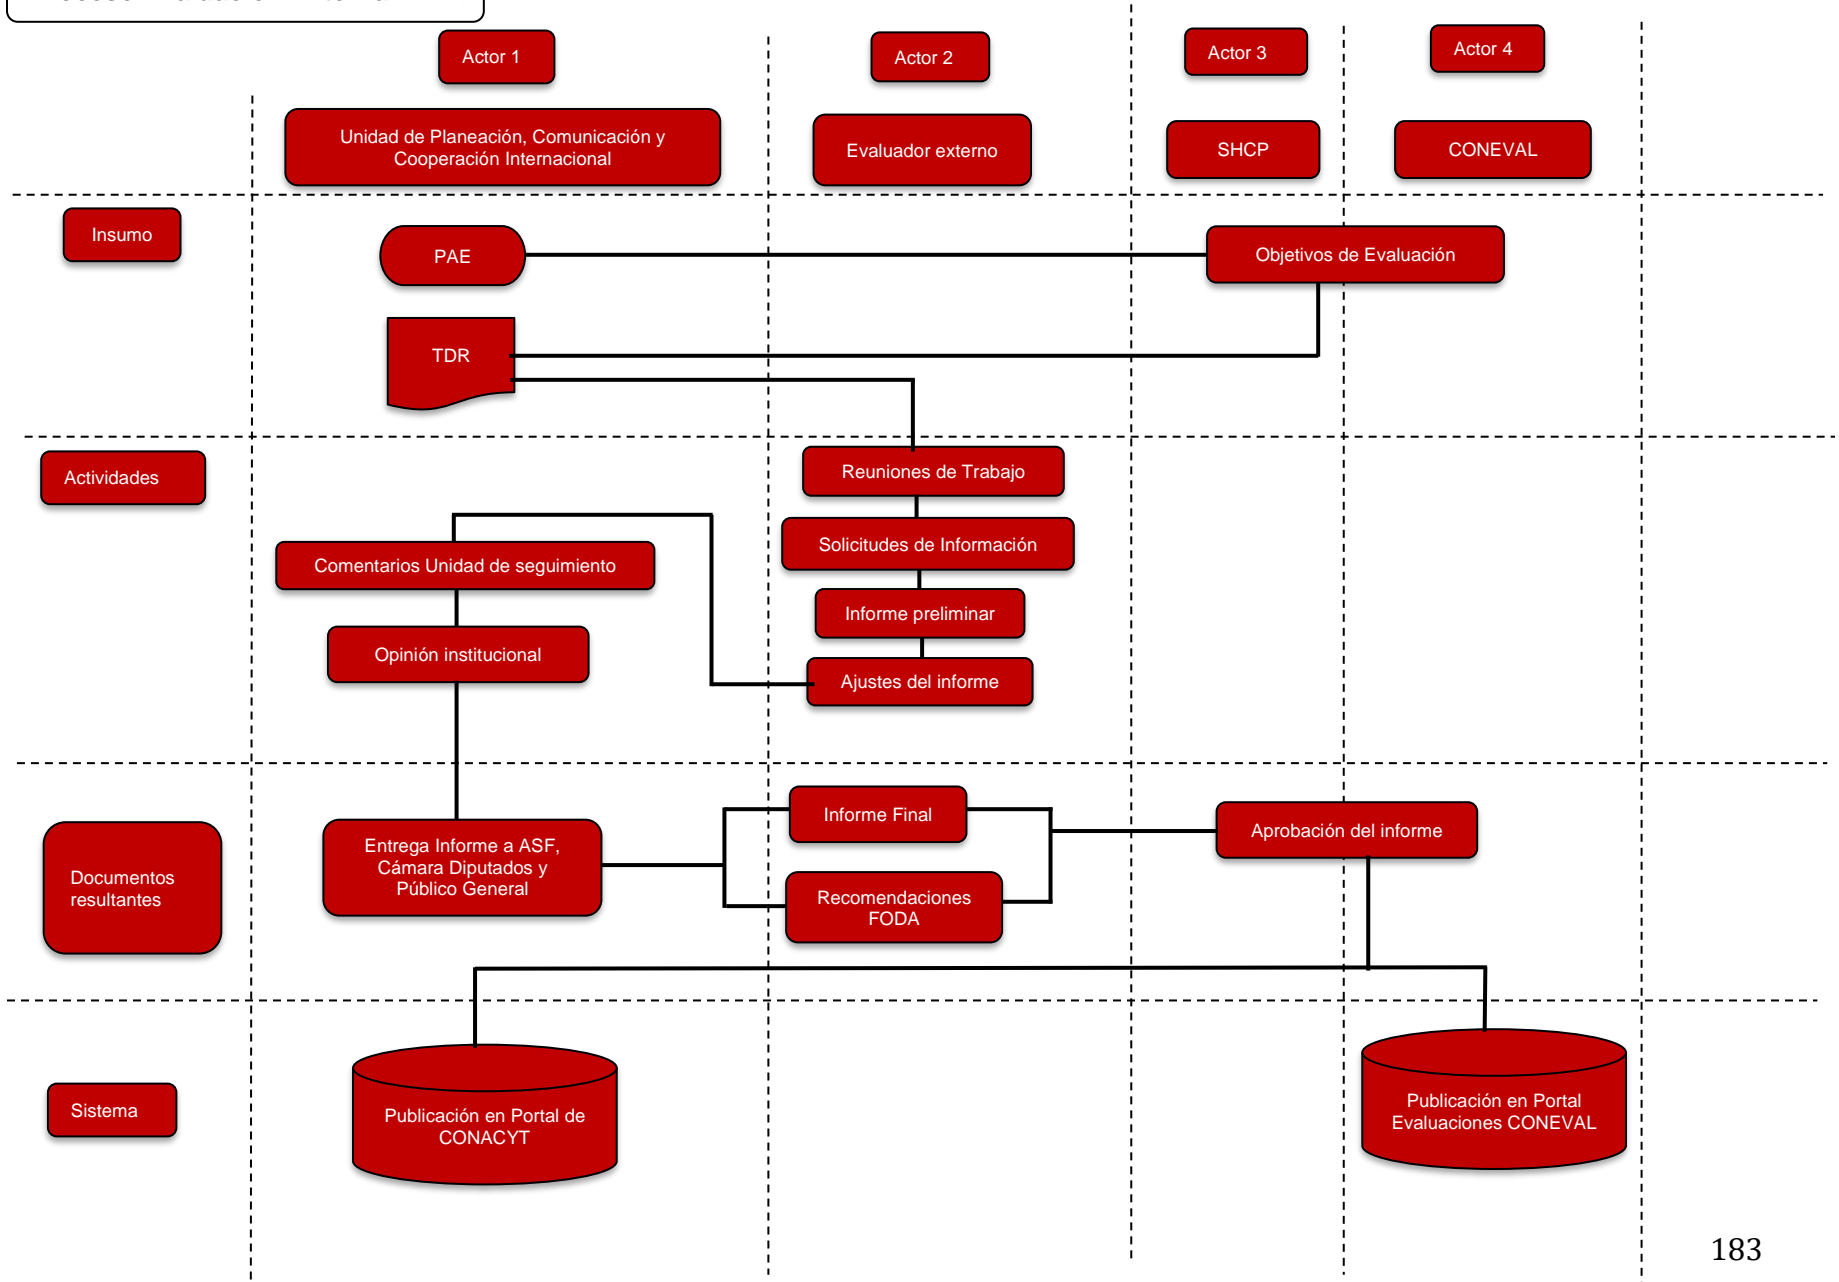 Actor 1
Actor 2
Actor 3
Actor 4
Unidad de Planeación, Comunicación y
Cooperación Internacional
Evaluador externo
SHCP
CONEVAL
Insumo
PAE
Objetivos de Evaluación
TDR
Actividades
Reuniones de Trabajo
Solicitudes de Información
Comentarios Unidad de seguimiento
Informe preliminar
Opinión institucional
Ajustes del informe
Documentos
resultantes
Entrega Informe a ASF,
Cámara Diputados y
Público General
Informe Final
Recomendaciones
FODA
Aprobación del informe
Sistema
Publicación en Portal de
CONACYT
Publicación en Portal
Evaluaciones CONEVAL
183